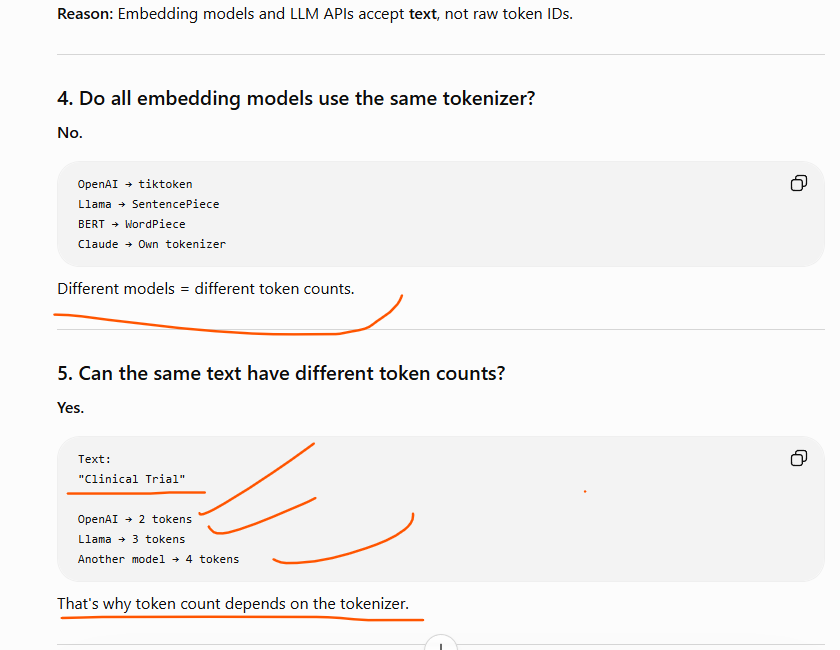 Reason: Embedding models and LLM APIs accept text, not raw token IDs.
4. Do all embedding models use the same tokenizer?
No.
OpenAI → tiktoken
Llama → SentencePiece
BERT → WordPiece
Claude → Own tokenizer
Different models = different token counts.
5. Can the same text have different token counts?
Yes.
Text:
"Clinical Trial"
OpenAI → 2 tokens
Llama → 3 tokens
Another model → 4 tokens
That's why token count depends on the tokenizer.